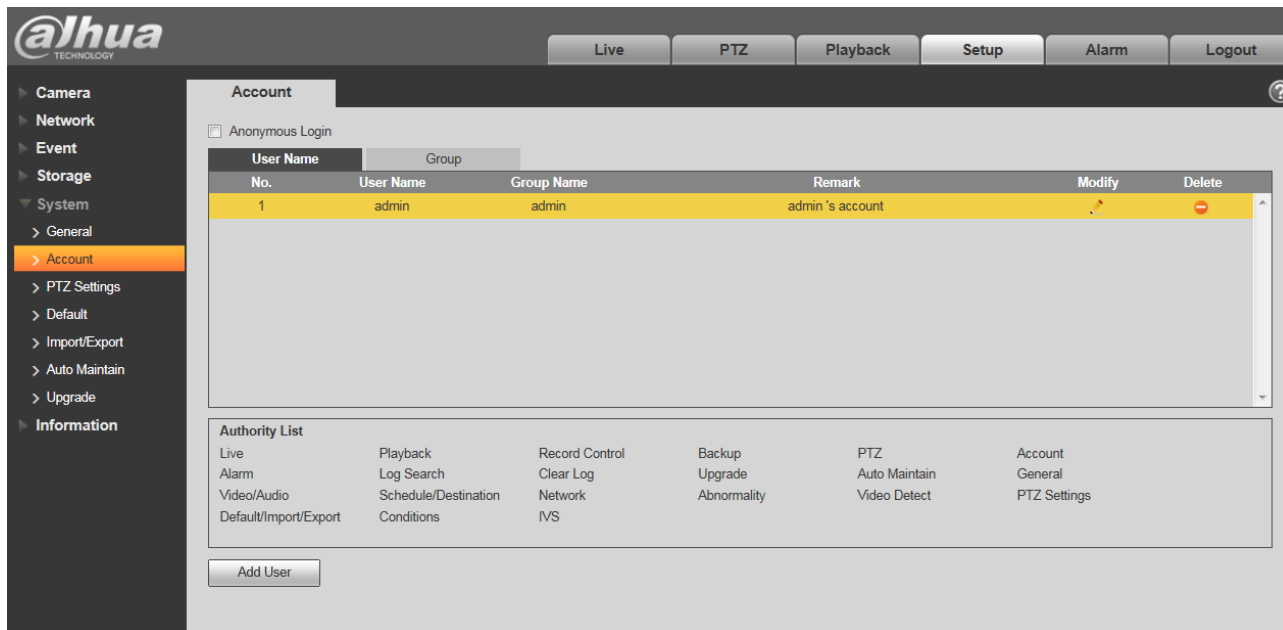 alhua
TECHNOLOGY
Live PTZ Playback Setup Alarm Logout
Camera
Network
Event
Storage
System
General
Account
PTZ Settings
Default
Import/Export
Auto Maintain
Upgrade
Information
Account
?
Anonymous Login
User Name Group
No. User Name Group Name Remark Modify Delete
1 admin admin admin 's account
Authority List
Live Playback Record Control Backup PTZ Account
Alarm Log Search Clear Log Upgrade Auto Maintain General
Video/Audio Schedule/Destination Network Abnormality Video Detect PTZ Settings
Default/Import/Export Conditions IVS
Add User